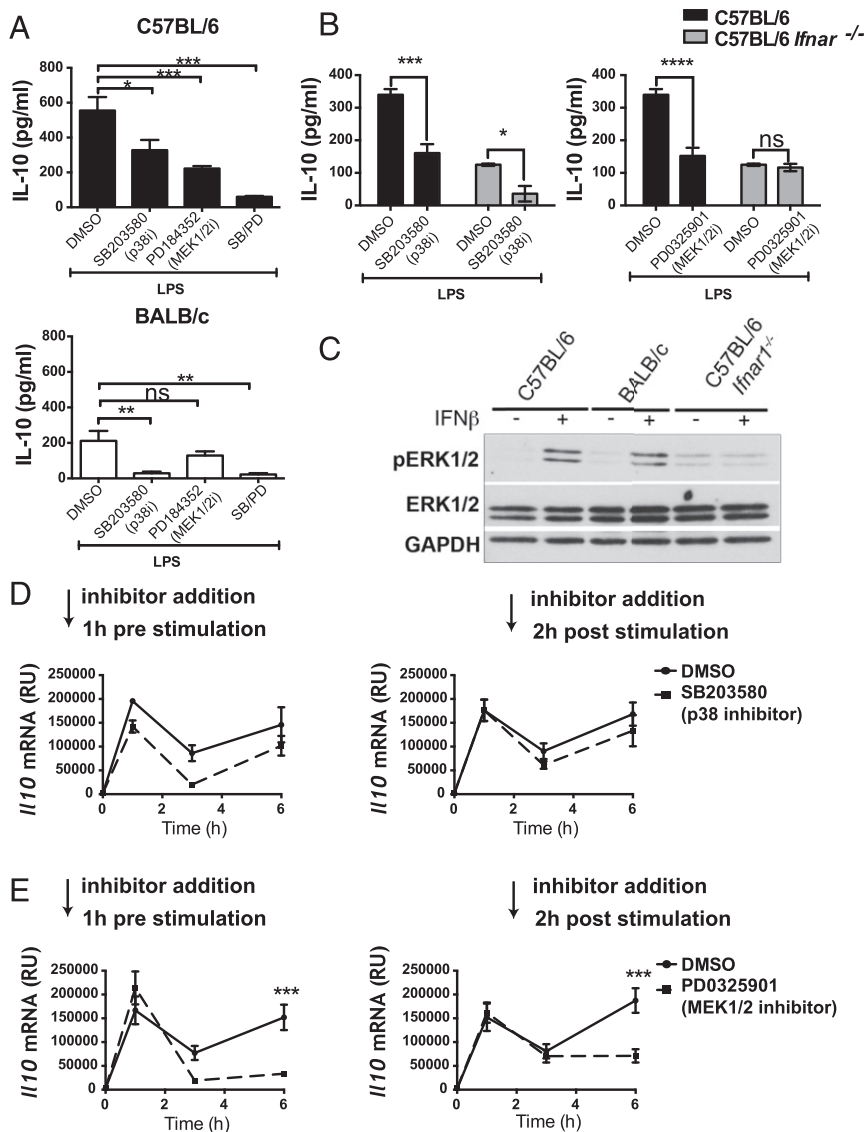 A
C57BL/6
IL-10 (pg/ml)
800
600
400
200
0
***
***
*
DMSO
SB203580 (p38i)
PD184352 (MEK1/2i)
SB/PD
LPS
BALB/c
IL-10 (pg/ml)
800
600
400
200
0
**
ns
**
DMSO
SB203580 (p38i)
PD184352 (MEK1/2i)
SB/PD
LPS
B
C57BL/6
C57BL/6 Ifnar -/-
IL-10 (pg/ml)
400
300
200
100
0
***
*
DMSO
SB203580 (p38i)
DMSO
SB203580 (p38i)
LPS
IL-10 (pg/ml)
400
300
200
100
0
****
ns
DMSO
PD0325901 (MEK1/2i)
DMSO
PD0325901 (MEK1/2i)
LPS
C
C57BL/6
BALB/c
C57BL/6 Ifnar1-/-
IFNβ - + - + - +
pERK1/2
ERK1/2
GAPDH
D
inhibitor addition
1h pre stimulation
Il10 mRNA (RU)
250000
200000
150000
100000
50000
0
0 2 4 6
Time (h)
inhibitor addition
2h post stimulation
Il10 mRNA (RU)
250000
200000
150000
100000
50000
0
0 2 4 6
Time (h)
DMSO
SB203580
(p38 inhibitor)
E
inhibitor addition
1h pre stimulation
Il10 mRNA (RU)
250000
200000
150000
100000
50000
0
***
0 2 4 6
Time (h)
inhibitor addition
2h post stimulation
Il10 mRNA (RU)
250000
200000
150000
100000
50000
0
***
0 2 4 6
Time (h)
DMSO
PD0325901
(MEK1/2 inhibitor)